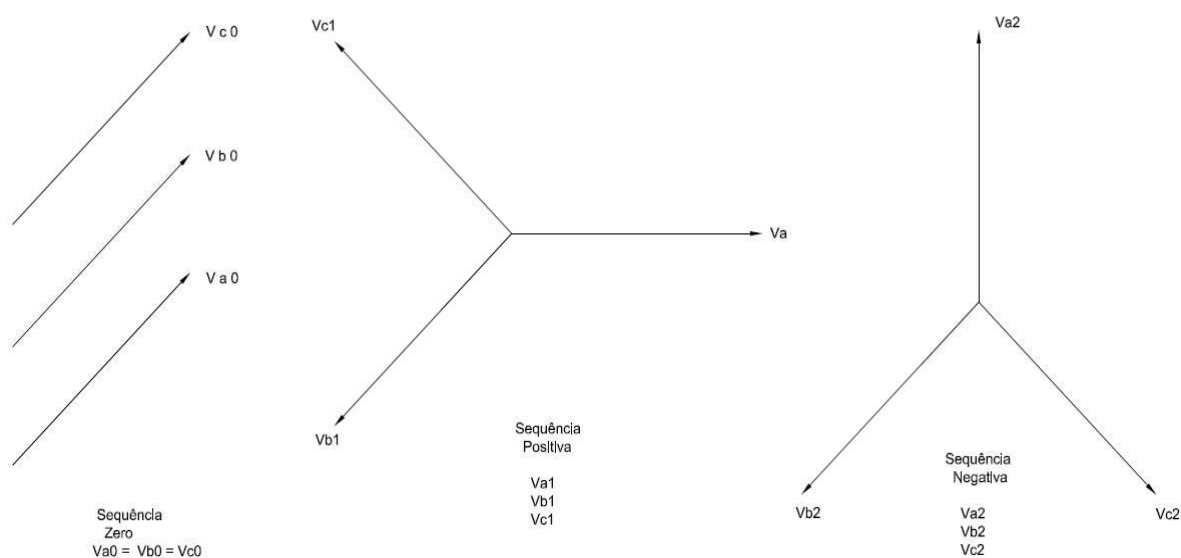 V c 0
V b 0
V a 0
Sequência
Zero
Va0 = Vb0 = Vc0
Vc1
Va
Vb1
Sequência
Positiva
Va1
Vb1
Vc1
Va2
Vb2
Vc2
Sequência
Negativa
Va2
Vb2
Vc2